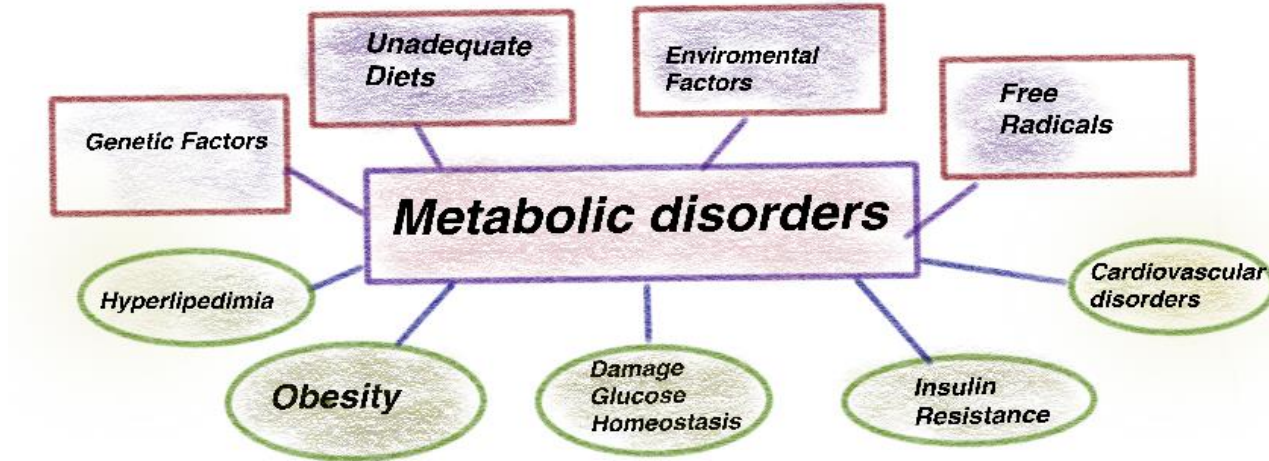 Unadequate
Diets
Enviromental
Factors
Free
Radicals
Genetic Factors
Metabolic disorders
Hyperlipedimia
Obesity
Damage
Glucose
Homeostasis
Insulin
Resistance
Cardiovascular
disorders